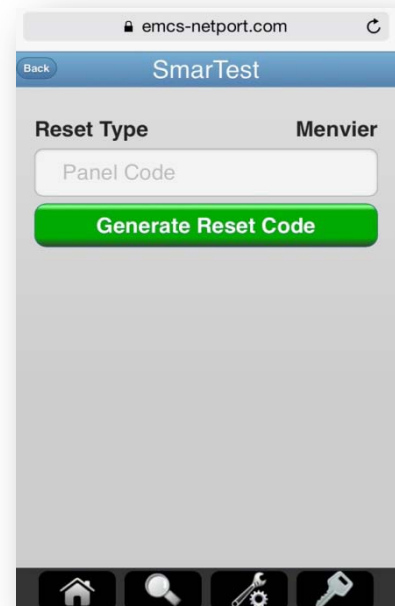 emcs-netport.com
Back
SmarTest
Reset Type Menvier
Panel Code
Generate Reset Code